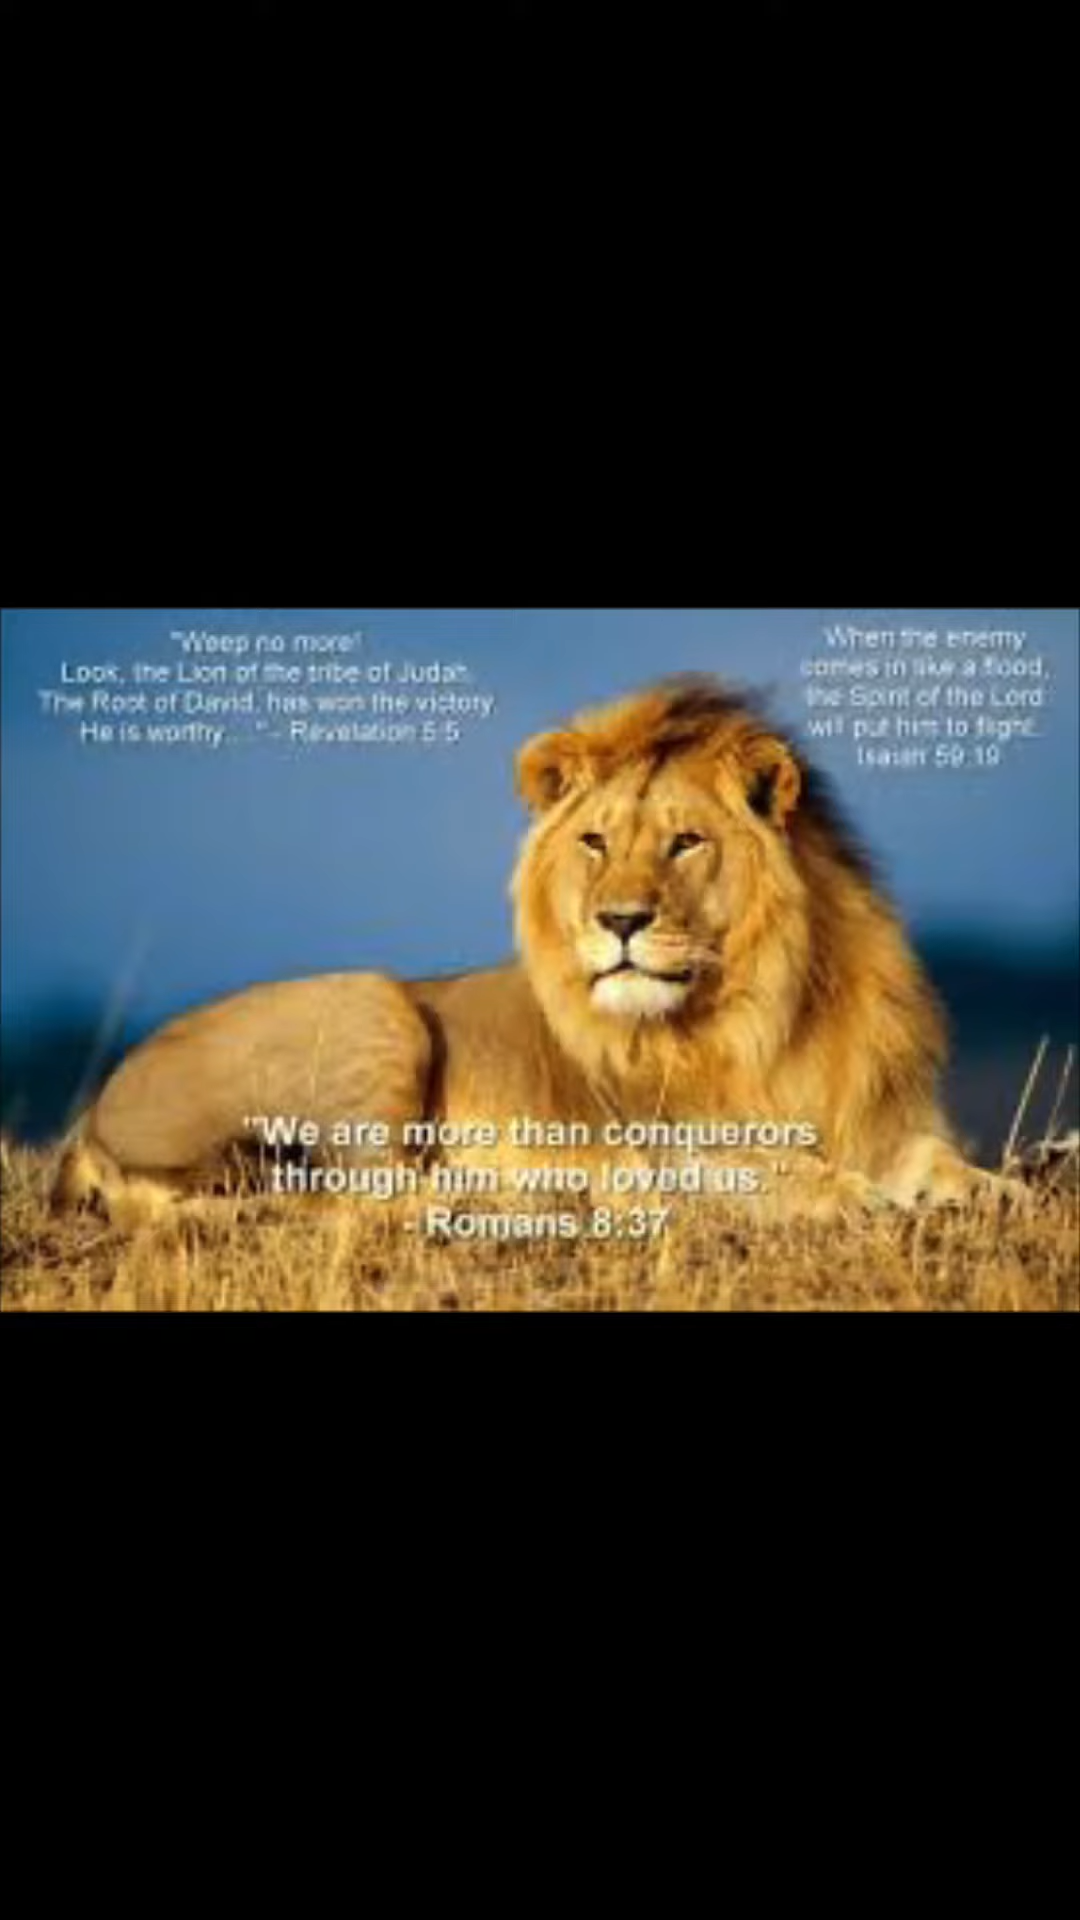 "Weep no more!
Look, the Lion of the tribe of Judah,
The Root of David, has won the victory.
He is worthy...." - Revelation 5:5
When the enemy
comes in like a flood,
the Spirit of the Lord
will put him to flight.
Isaiah 59:19
"We are more than conquerors
through him who loved us."
- Romans 8:37